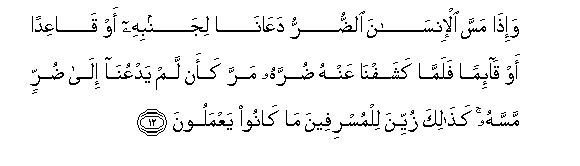 وَإِذَا مَسَّ ٱلْإِنسَـٰنَ ٱلضُّرُّ دَعَانَا لِجَنۢبِهِۦٓ أَوْ قَاعِدًا
أَوْ قَآئِمًا فَلَمَّا كَشَفْنَا عَنْهُ ضُرَّهُۥ مَرَّ كَأَن لَّمْ يَدْعُنَآ إِلَىٰ ضُرٍّ
مَّسَّهُۥ ۚ كَذَٰلِكَ زُيِّنَ لِلْمُسْرِفِينَ مَا كَانُوا۟ يَعْمَلُونَ ١٢